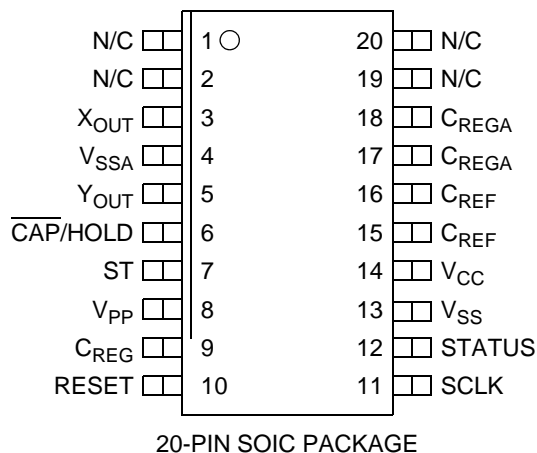 N/C 1 20 N/C
N/C 2 19 N/C
XOUT 3 18 CREGA
VSSA 4 17 CREGA
YOUT 5 16 CREF
CAP/HOLD 6 15 CREF
ST 7 14 VCC
VPP 8 13 VSS
CREG 9 12 STATUS
RESET 10 11 SCLK
20-PIN SOIC PACKAGE